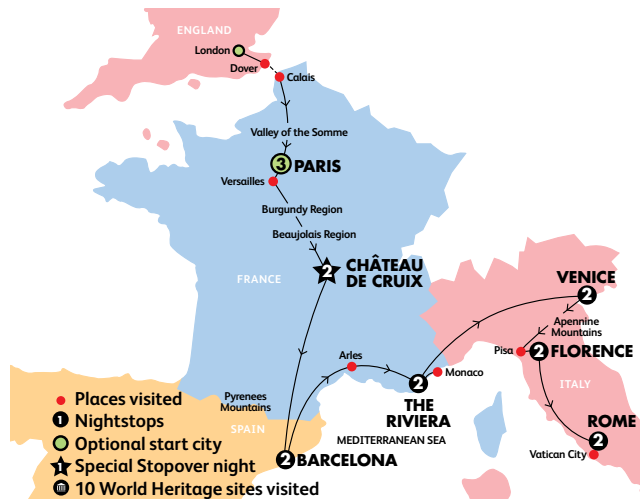 ENGLAND
London
Dover
Calais
Valley of the Somme
3 PARIS
Versailles
Burgundy Region
Beaujolais Region
2 CHÂTEAU
DE CRUIX
FRANCE
VENICE
2
Apennine
Mountains
Pisa
2 FLORENCE
Arles
Monaco
2
THE
RIVIERA
ITALY
Pyrenees
Mountains
SPAIN
MEDITERRANEAN SEA
ROME
2
Vatican City
2 BARCELONA
Places visited
1 Nightstops
Optional start city
1 Special Stopover night
10 World Heritage sites visited